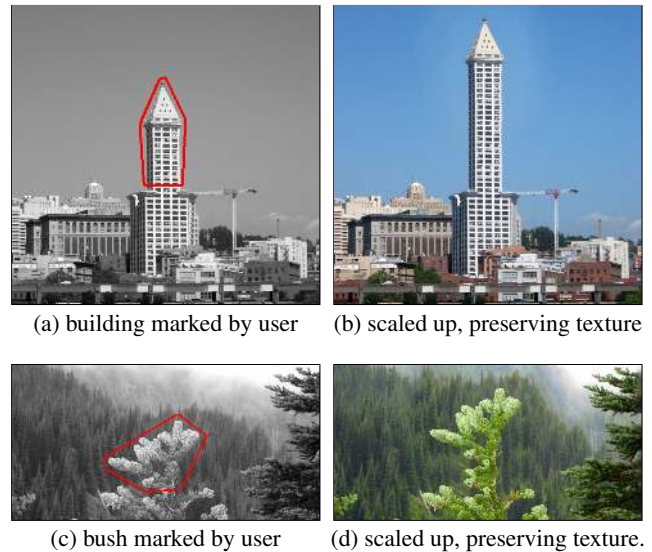 (a) building marked by user
(b) scaled up, preserving texture
(c) bush marked by user
(d) scaled up, preserving texture.